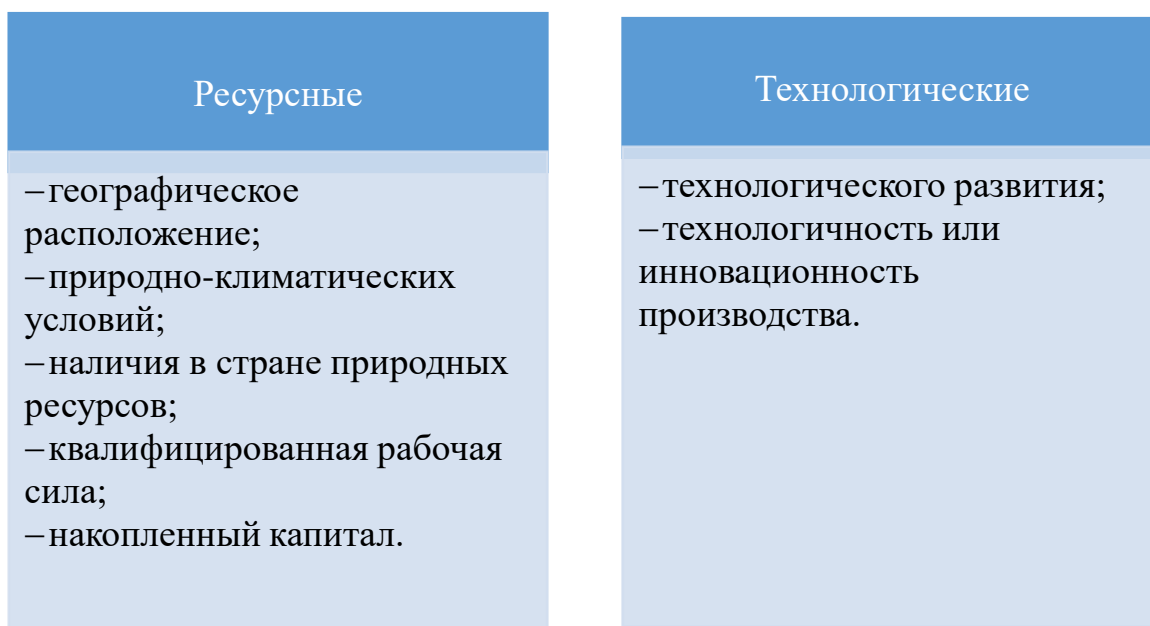 Ресурсные
–географическое
расположение;
–природно-климатических
условий;
–наличия в стране природных
ресурсов;
–квалифицированная рабочая
сила;
–накопленный капитал.
Технологические
–технологического развития;
–технологичность или
инновационность
производства.